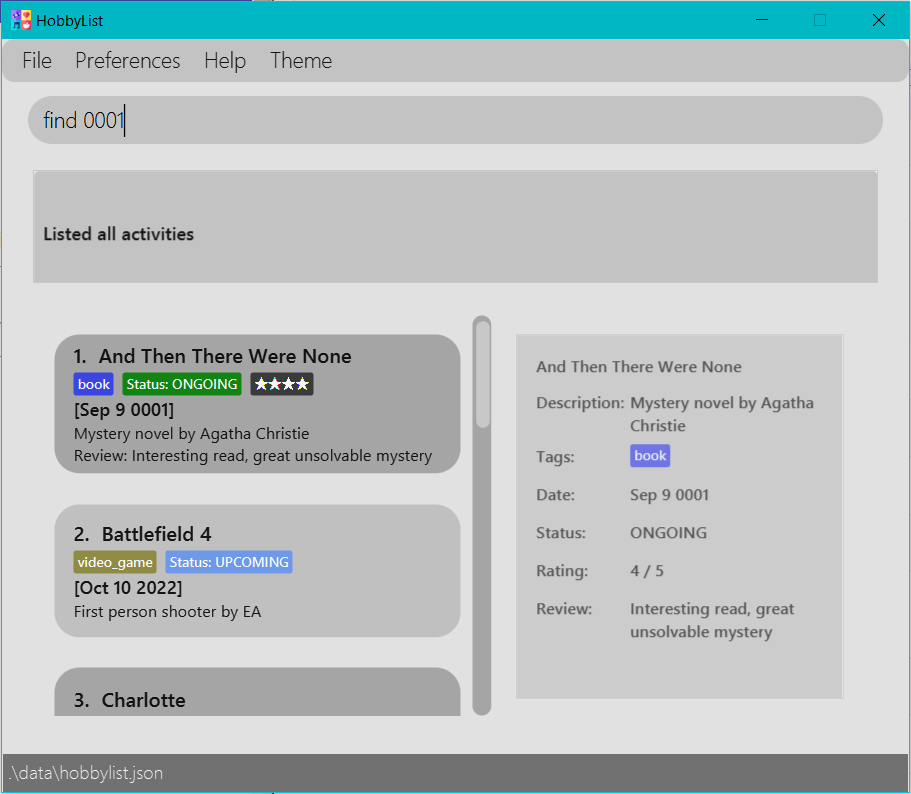 HobbyList
File Preferences Help Theme
find 0001
Listed all activities
1. And Then There Were None
book Status: ONGOING ★★★★
[Sep 9 0001]
Mystery novel by Agatha Christie
Review: Interesting read, great unsolvable mystery
2. Battlefield 4
video_game Status: UPCOMING
[Oct 10 2022]
First person shooter by EA
3. Charlotte
And Then There Were None
Description: Mystery novel by Agatha
Christie
Tags: book
Date: Sep 9 0001
Status: ONGOING
Rating: 4 / 5
Review: Interesting read, great
unsolvable mystery
.\data\hobbylist.json